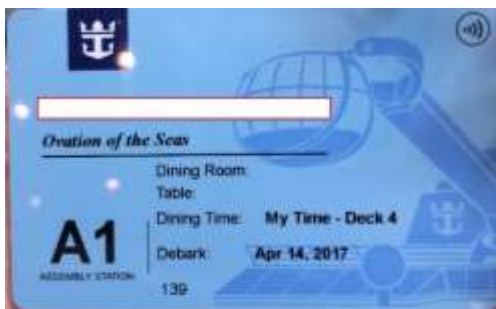 Ovation of the Seas
Dining Room:
Table:
Dining Time: My Time - Deck 4
A1
Debark: Apr 14, 2017
ASSEMBLY STATION
139